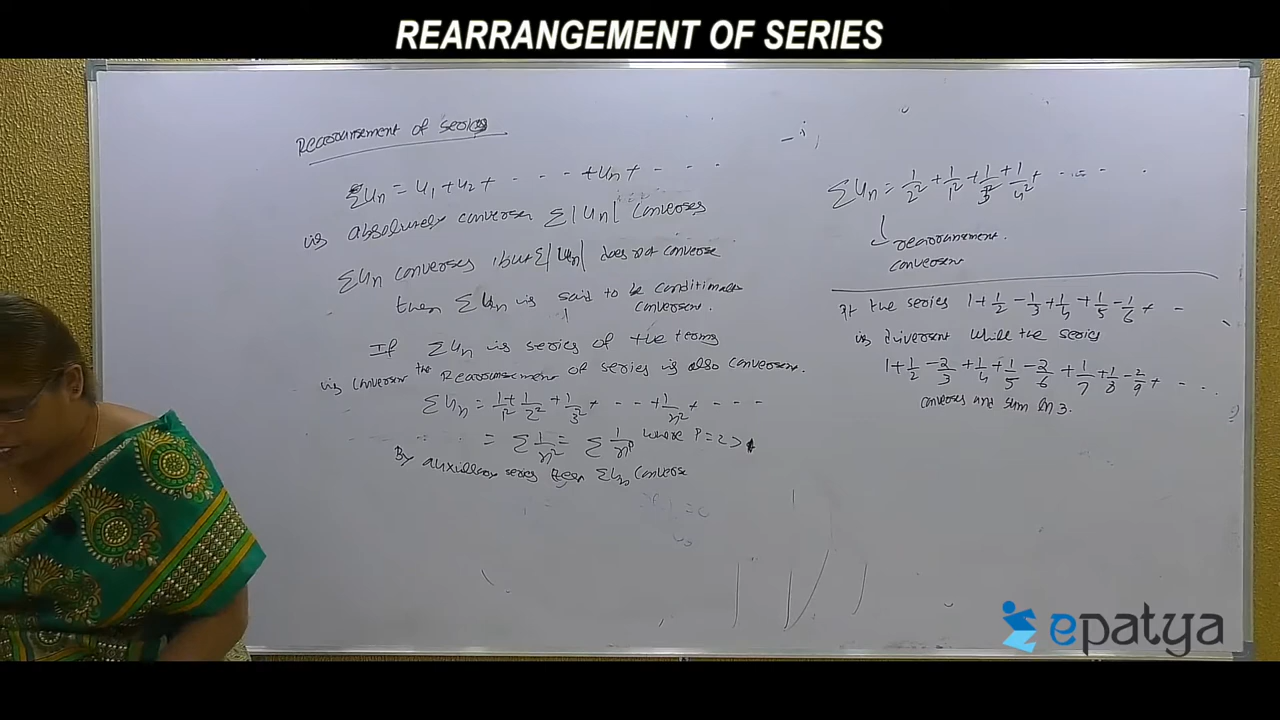 REARRANGEMENT OF SERIES
Rearrangement of series
Σun = u1 + u2 + - - - + un + - - -
is absolutely convergen Σ|un| converges
Σun converges, but Σ|un| does not converge
then Σun is said to be
convergent.
If Σun is series of +ve terms
is convergent the Rearrangement of series is also convergent.
Σun = 1/1² + 1/2² + 1/3² + - - - + 1/n² + - - -
= Σ 1/n² = Σ 1/n^p where P = 2 > 1
By auxillary series Σun converge
Σun = 1/2² + 1/1² + 1/3² + 1/4² + - - - -
rearrangement
convergent
the series 1 + 1/2 - 1/3 + 1/4 + 1/5 - 1/6 + - -
is divergent while the series
1 + 1/2 - 2/3 + 1/4 + 1/5 - 2/6 + 1/7 + 1/8 - 2/9 + - - -
converges and sum ln 3.
epatya